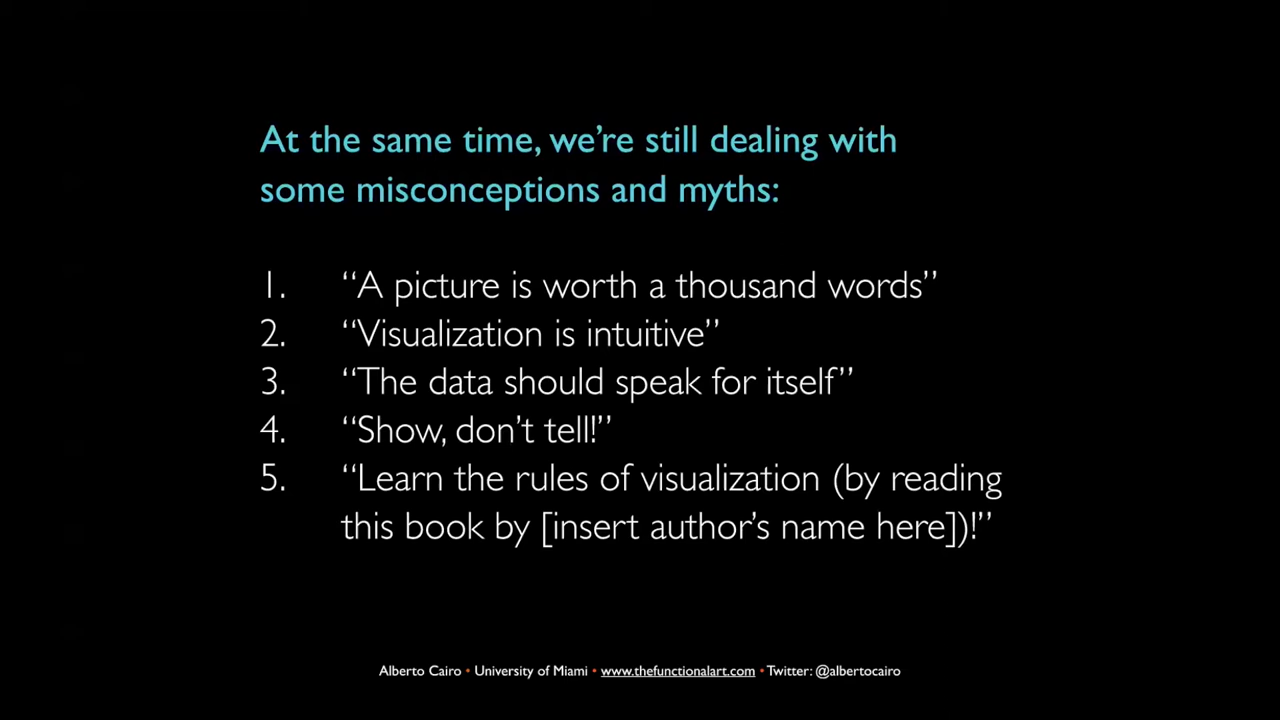 At the same time, we’re still dealing with
some misconceptions and myths:
1. “A picture is worth a thousand words”
2. “Visualization is intuitive”
3. “The data should speak for itself”
4. “Show, don’t tell!”
5. “Learn the rules of visualization (by reading
this book by [insert author’s name here])!”
Alberto Cairo • University of Miami • www.thefunctionalart.com • Twitter: @albertocairo